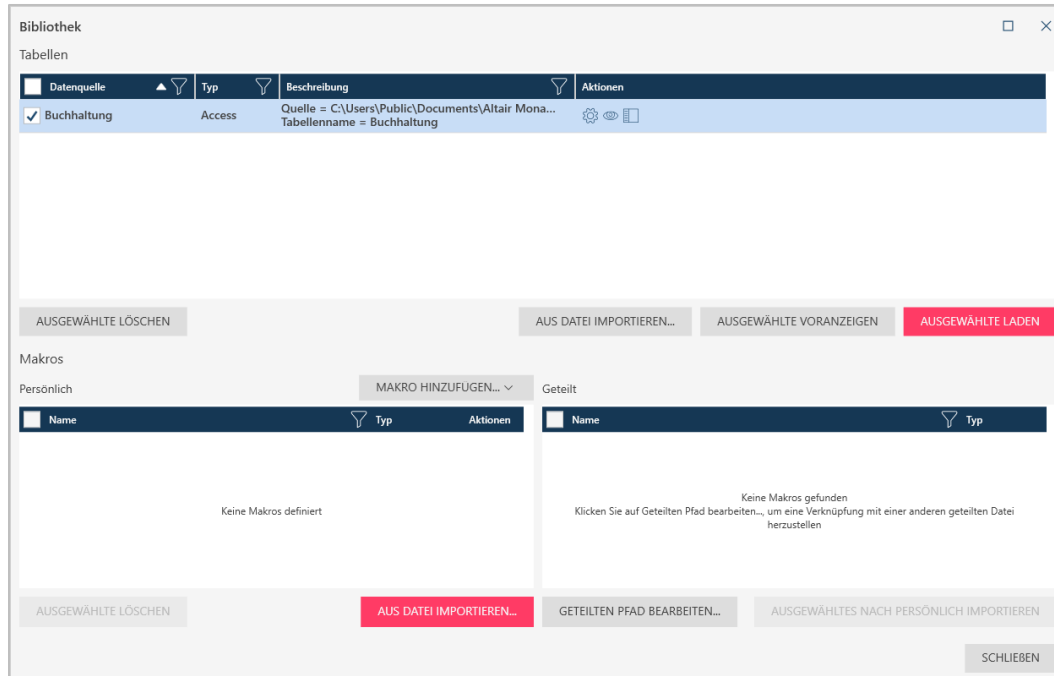 Bibliothek
Tabellen
Datenquelle Typ Beschreibung Aktionen
Buchhaltung Access Quelle = C:\Users\Public\Documents\Altair Mona...
Tabellenname = Buchhaltung
AUSGEWÄHLTE LÖSCHEN AUS DATEI IMPORTIEREN... AUSGEWÄHLTE VORANZEIGEN AUSGEWÄHLTE LADEN
Makros
Persönlich MAKRO HINZUFÜGEN... Geteilt
Name Typ Aktionen Name Typ
Keine Makros definiert
Keine Makros gefunden
Klicken Sie auf Geteilten Pfad bearbeiten..., um eine Verknüpfung mit einer anderen geteilten Datei
herzustellen
AUSGEWÄHLTE LÖSCHEN AUS DATEI IMPORTIEREN... GETEILTEN PFAD BEARBEITEN... AUSGEWÄHLTES NACH PERSÖNLICH IMPORTIEREN
SCHLIEßEN